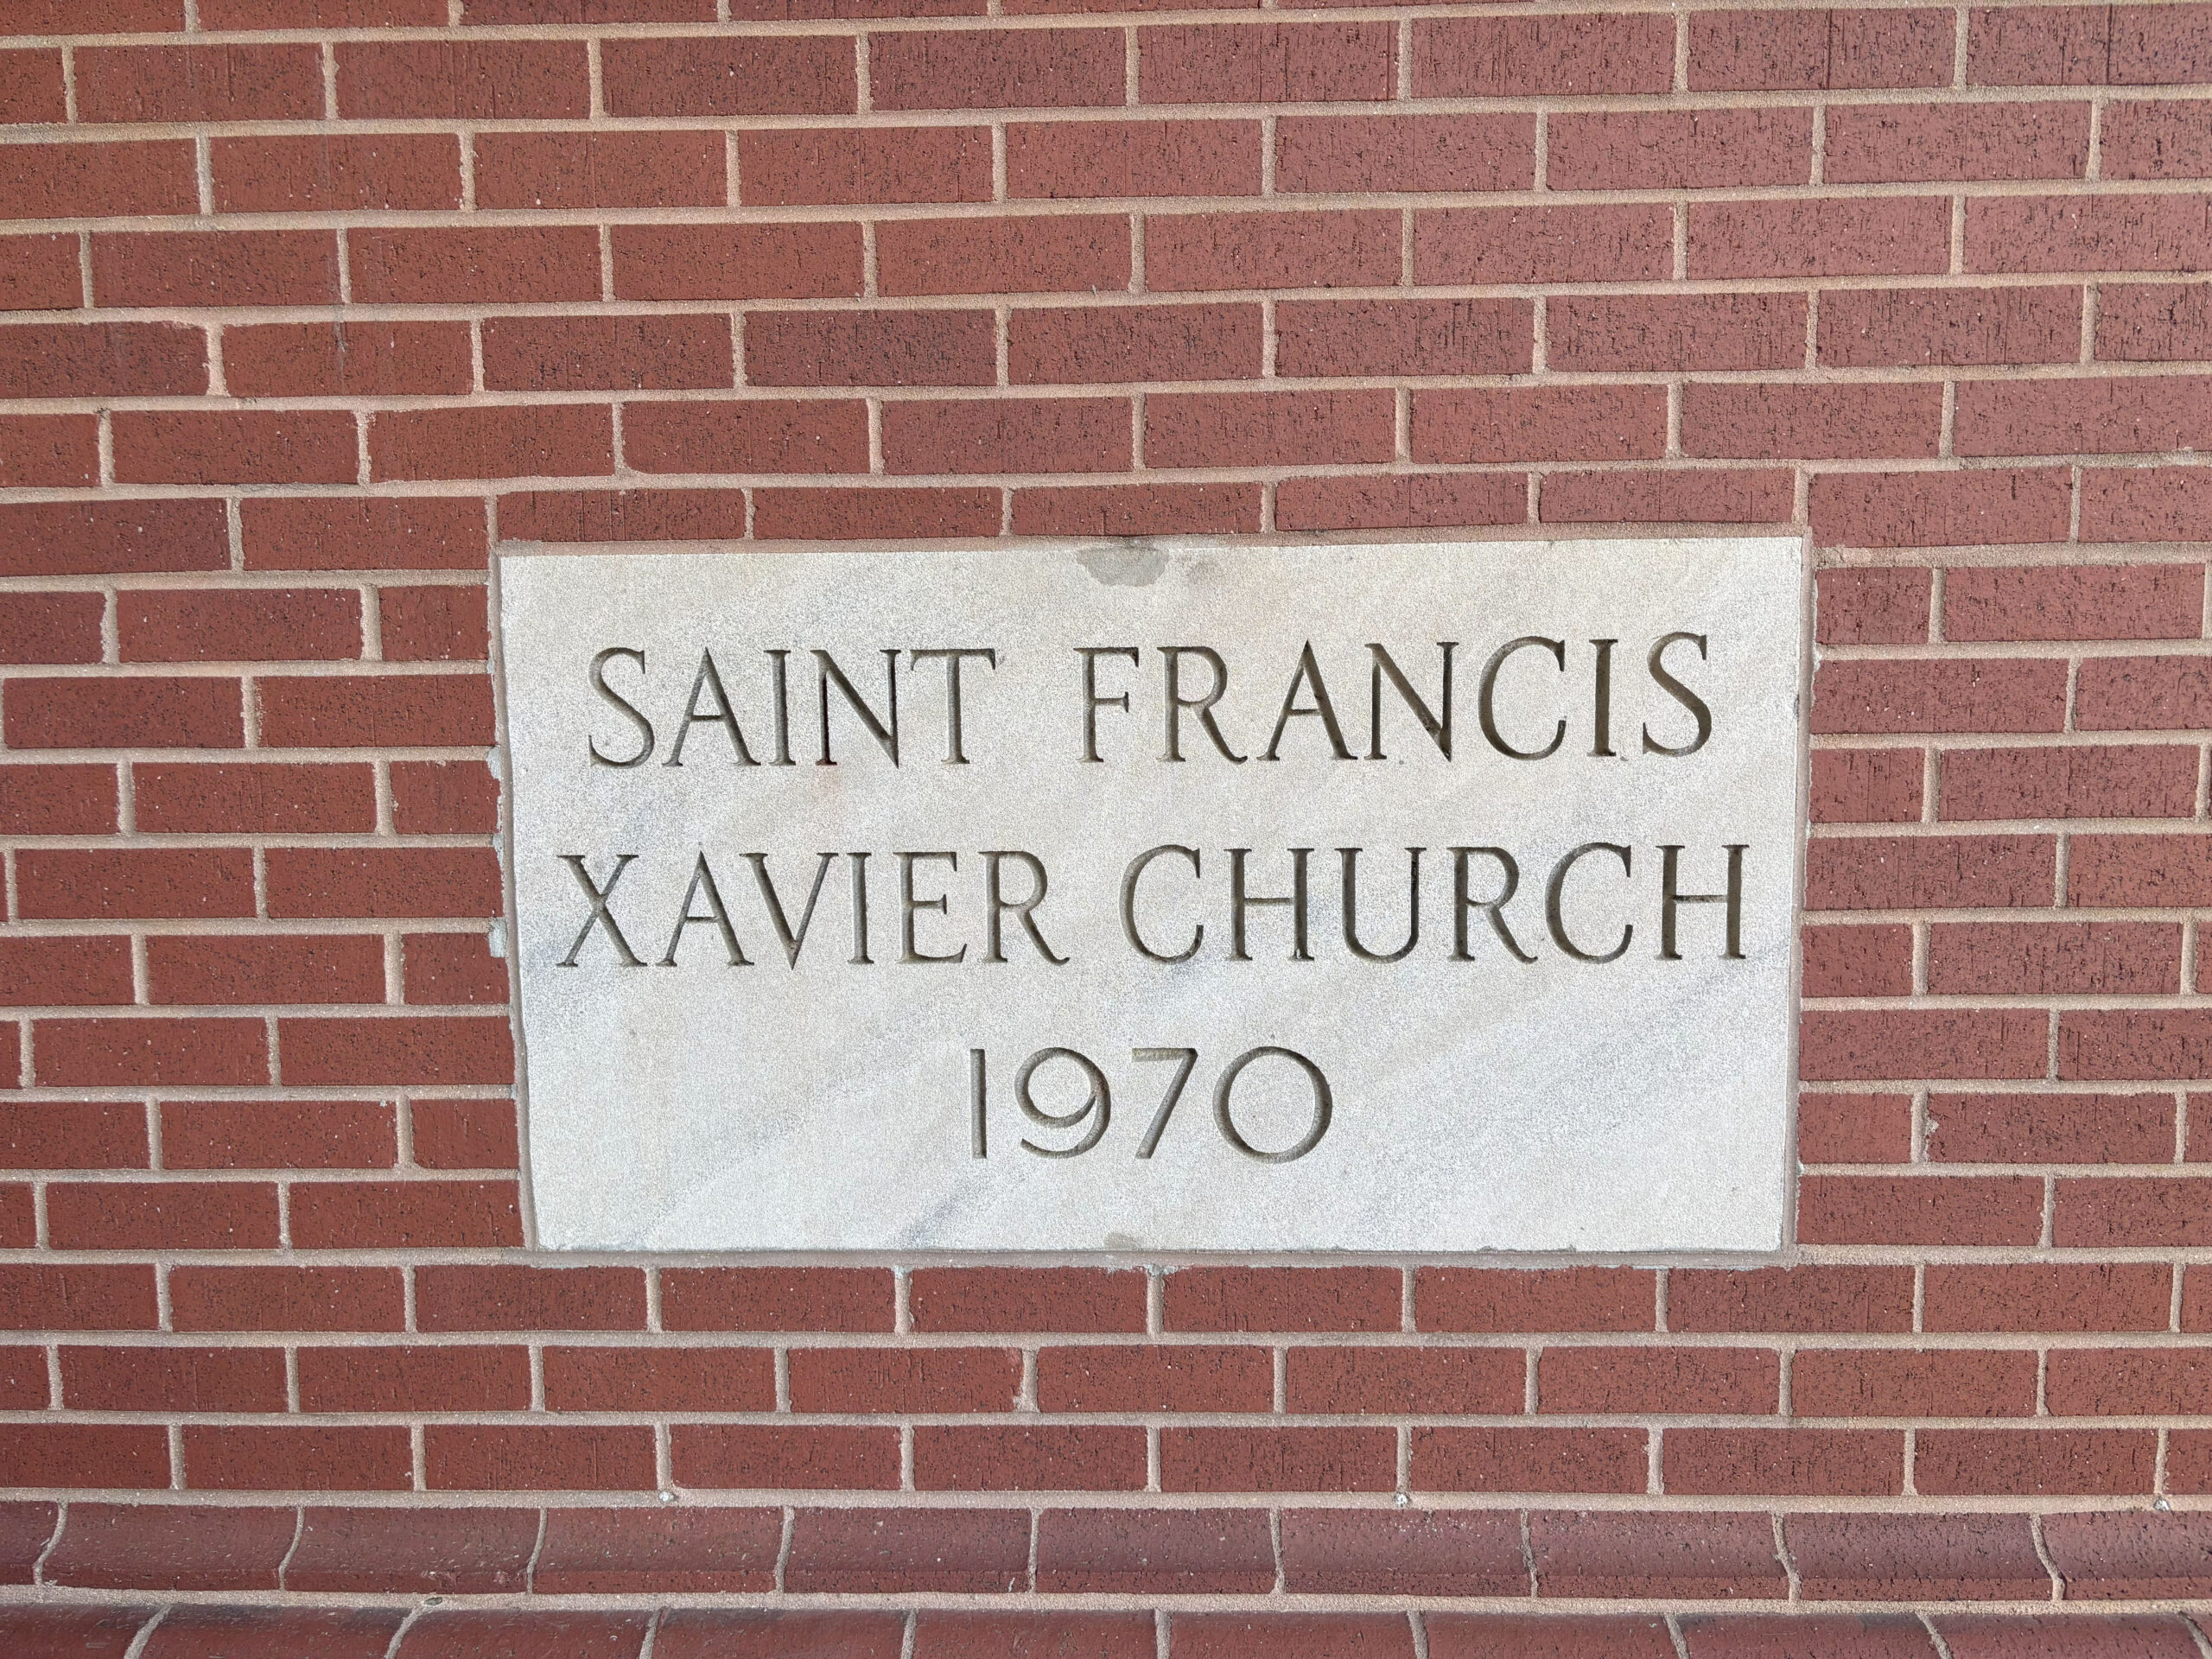 SAINT FRANCIS
XAVIER CHURCH
1970